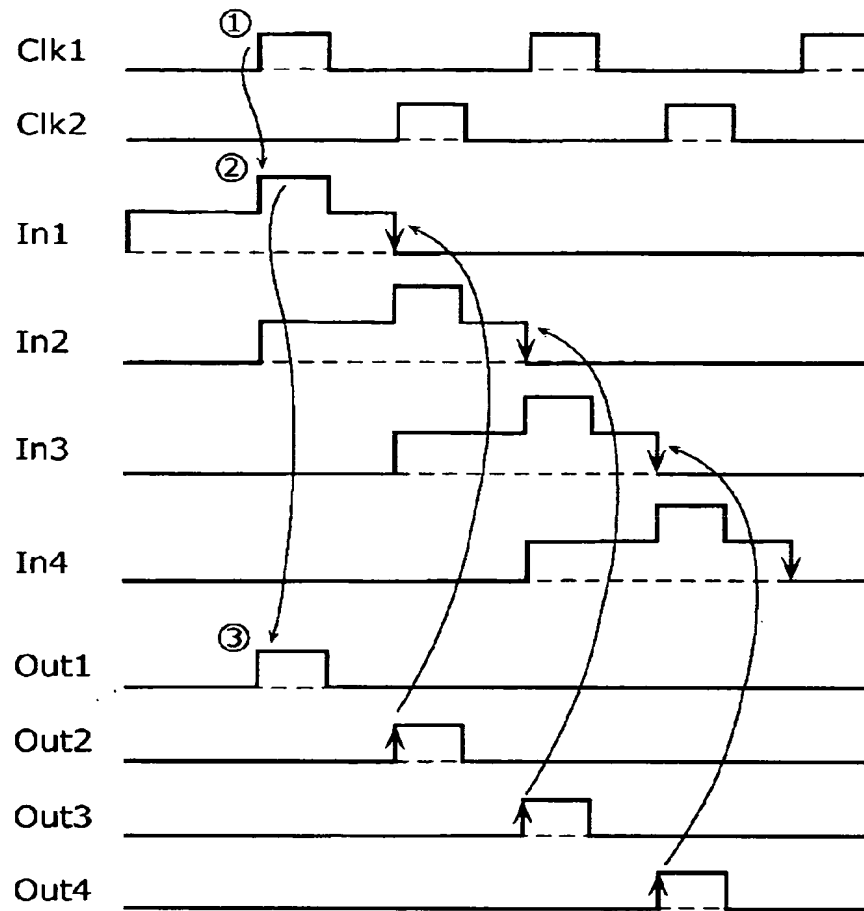 ①
Clk1
Clk2
②
In1
In2
In3
In4
③
Out1
Out2
Out3
Out4